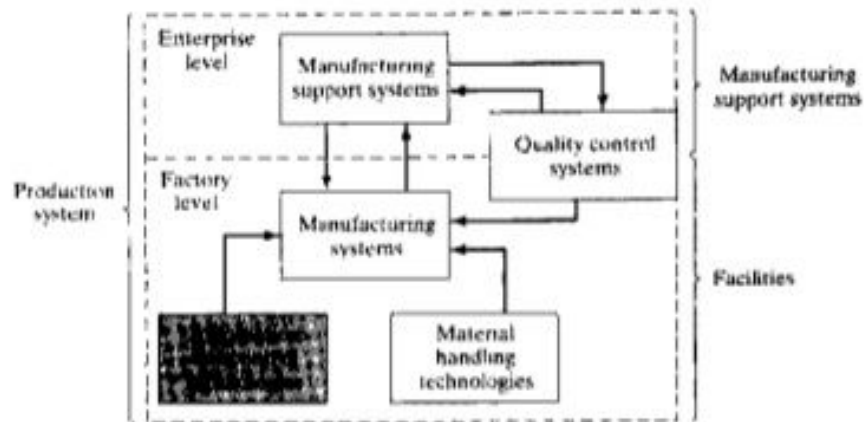 Enterprise
level
Manufacturing
support systems
Manufacturing
support systems
Quality control
systems
Production
system
Factory
level
Manufacturing
systems
Facilities
Material
handling
technologies